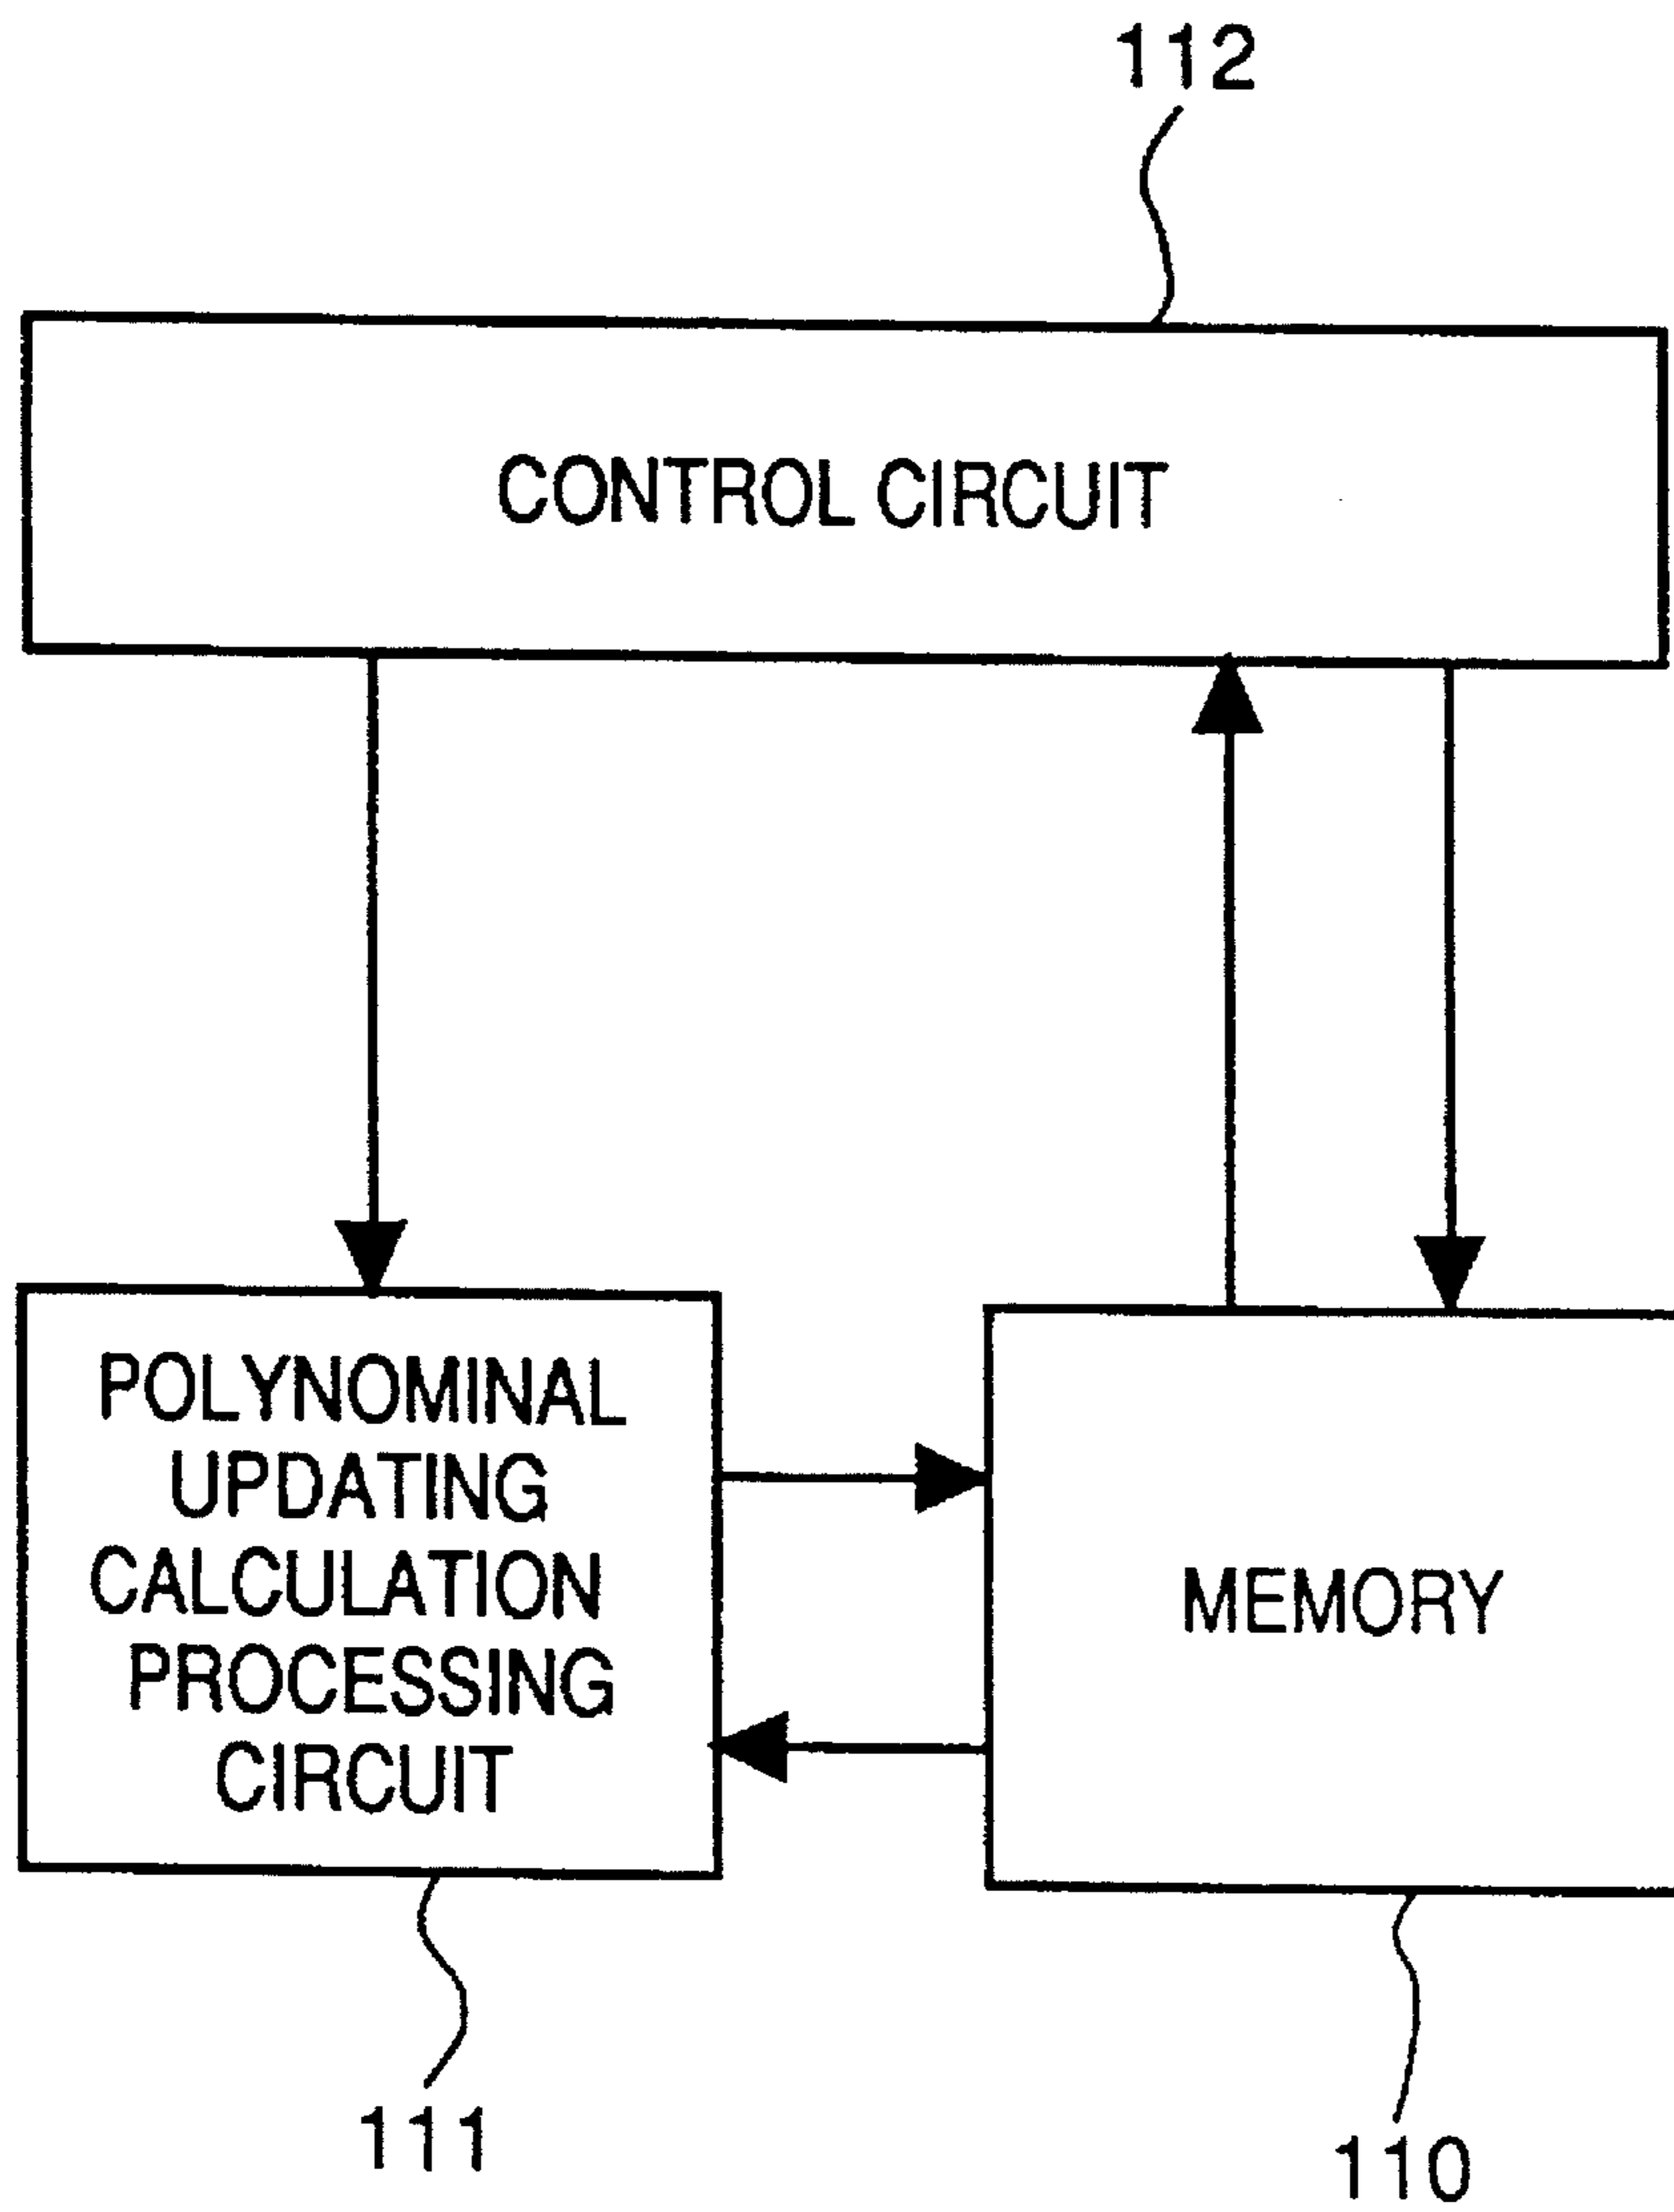 112
CONTROL CIRCUIT
POLYNOMINAL
UPDATING
CALCULATION
PROCESSING
CIRCUIT
MEMORY
111
110